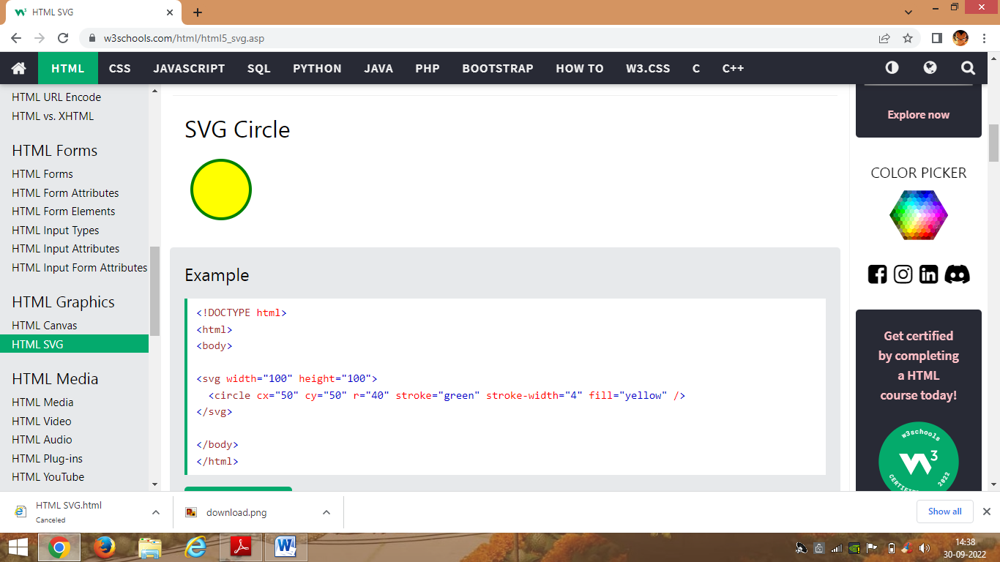 HTML SVG
w3schools.com/html/html5_svg.asp
HTML CSS JAVASCRIPT SQL PYTHON JAVA PHP BOOTSTRAP HOW TO W3.CSS C C++
HTML URL Encode
HTML vs. XHTML
HTML Forms
HTML Forms
HTML Form Attributes
HTML Form Elements
HTML Input Types
HTML Input Attributes
HTML Input Form Attributes
HTML Graphics
HTML Canvas
HTML SVG
HTML Media
HTML Media
HTML Video
HTML Audio
HTML Plug-ins
HTML YouTube
SVG Circle
Example
<!DOCTYPE html>
<html>
<body>
<svg width="100" height="100">
  <circle cx="50" cy="50" r="40" stroke="green" stroke-width="4" fill="yellow" />
</svg>
</body>
</html>
Explore now
COLOR PICKER
Get certified
by completing
a HTML
course today!
w3schools
3
CERTIFIED 2022
HTML SVG.html
Canceled
download.png
Show all
14:38
30-09-2022